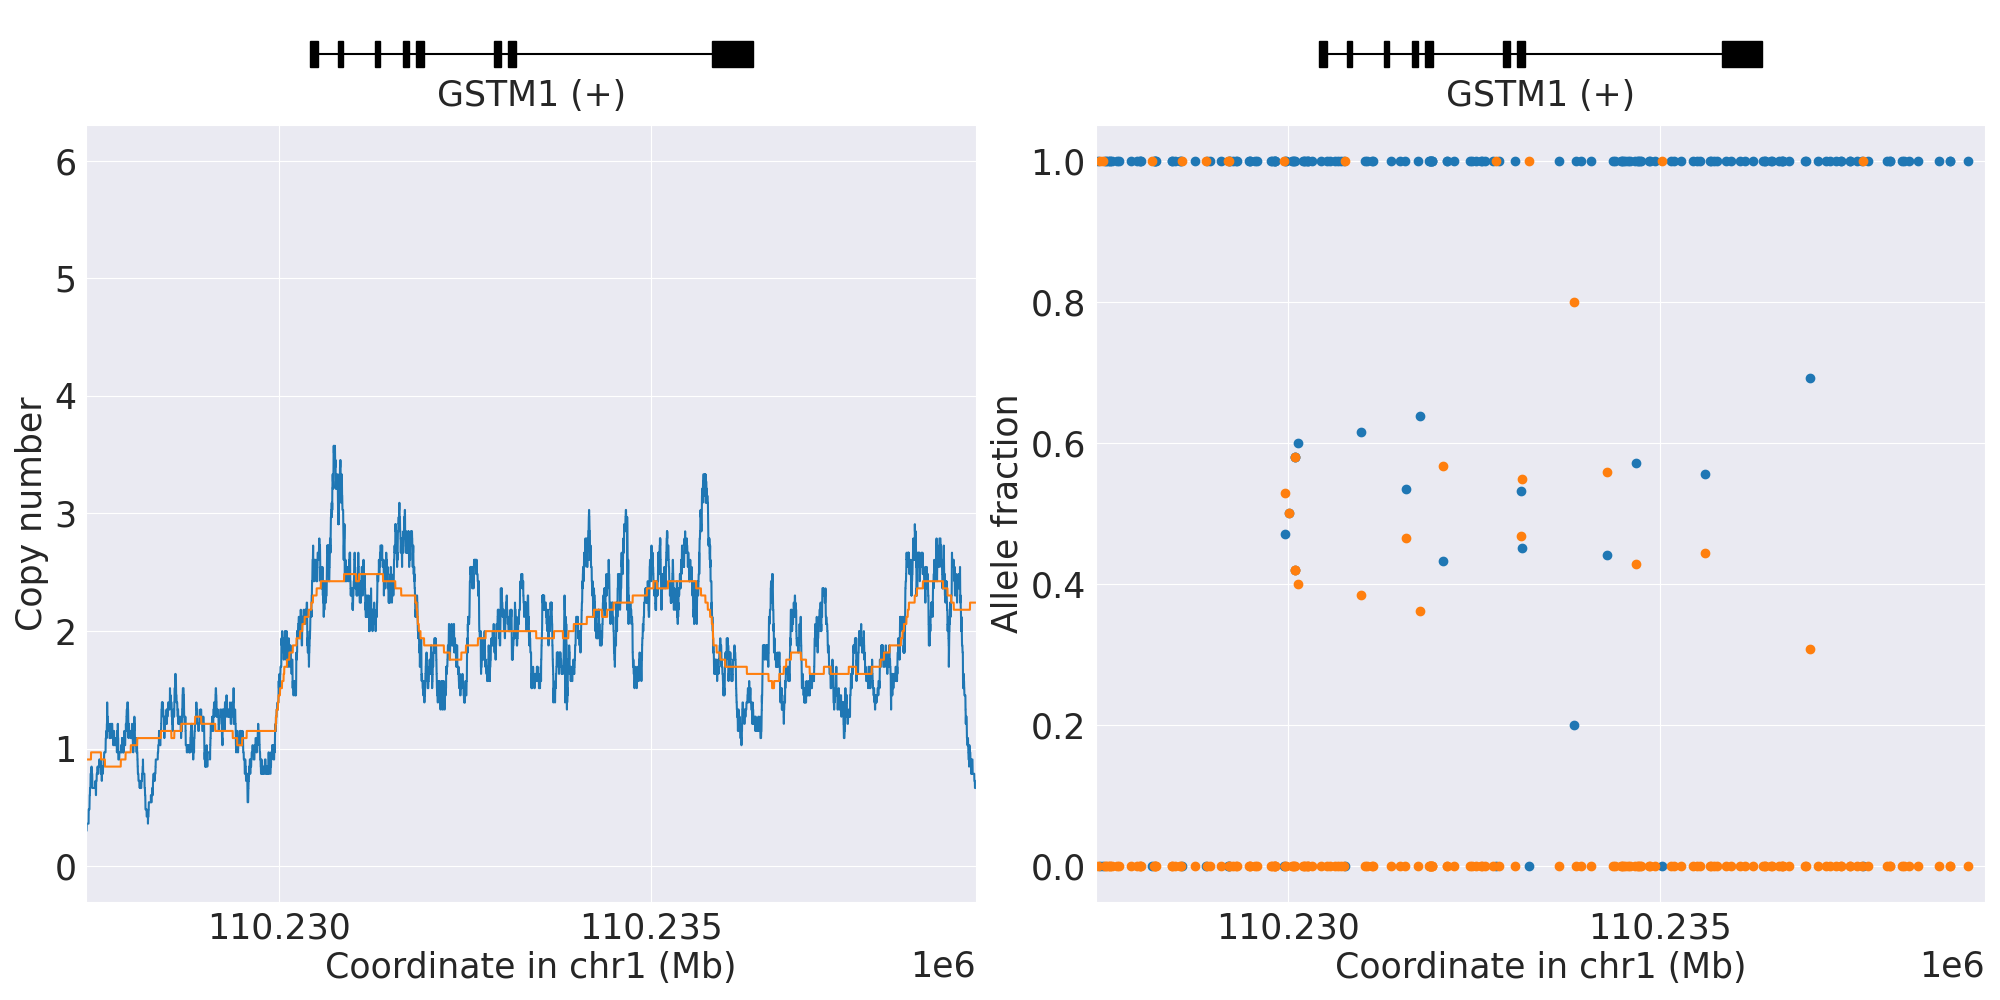 GSTM1 (+)
6
5
4
3
2
1
0
Copy number
110.230
110.235
Coordinate in chr1 (Mb)
1e6
GSTM1 (+)
1.0
0.8
0.6
0.4
0.2
0.0
Allele fraction
110.230
110.235
Coordinate in chr1 (Mb)
1e6